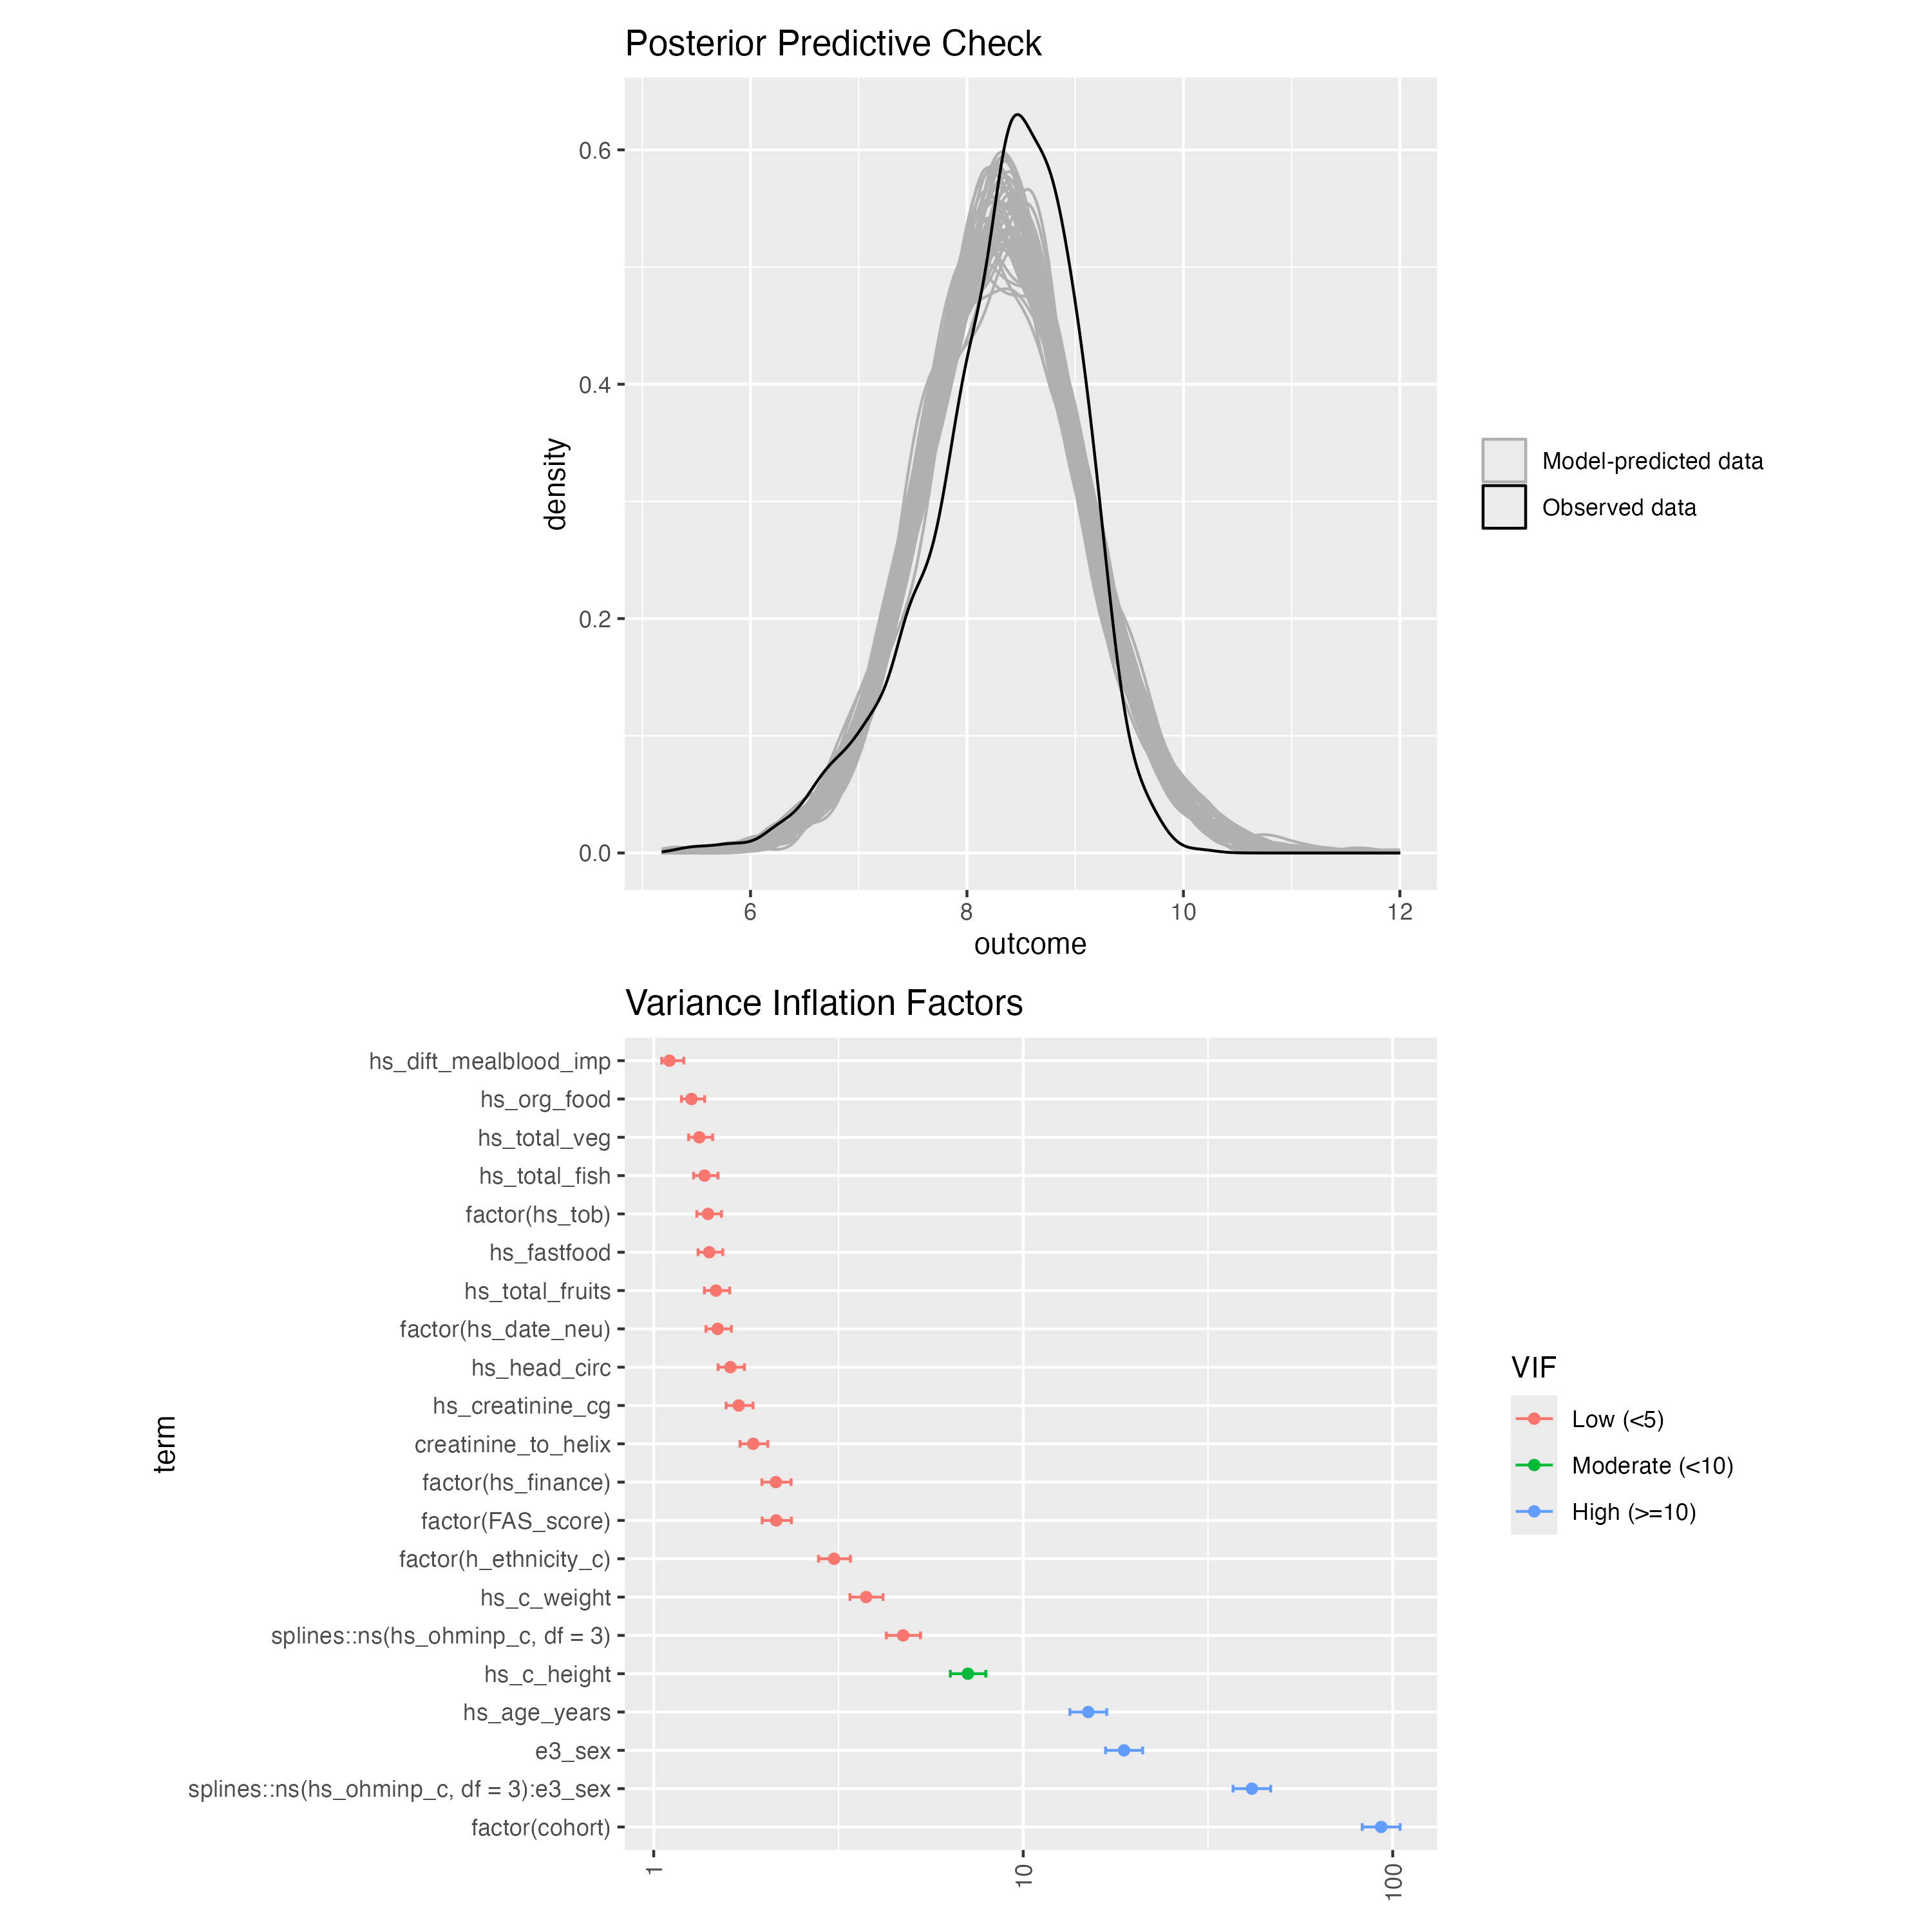 Posterior Predictive Check
0.6
0.4
0.2
0.0
density
6
8
10
12
outcome
Model-predicted data
Observed data
Variance Inflation Factors
term
hs_dift_mealblood_imp
hs_org_food
hs_total_veg
hs_total_fish
factor(hs_tob)
hs_fastfood
hs_total_fruits
factor(hs_date_neu)
hs_head_circ
hs_creatinine_cg
creatinine_to_helix
factor(hs_finance)
factor(FAS_score)
factor(h_ethnicity_c)
hs_c_weight
splines::ns(hs_ohminp_c, df = 3)
hs_c_height
hs_age_years
e3_sex
splines::ns(hs_ohminp_c, df = 3):e3_sex
factor(cohort)
1
10
100
VIF
Low (<5)
Moderate (<10)
High (>=10)